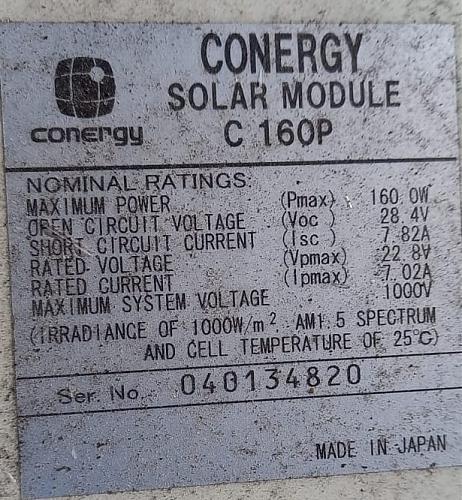 CONERGY
SOLAR MODULE
C 160P
conergy
NOMINAL RATINGS:
MAXIMUM POWER (Pmax) 160.0W
OPEN CIRCUIT VOLTAGE (Voc) 28.4V
SHORT CIRCUIT CURRENT (Isc) 7.82A
RATED VOLTAGE (Vpmax) 22.8V
RATED CURRENT (Ipmax) 7.02A
MAXIMUM SYSTEM VOLTAGE 1000V
(IRRADIANCE OF 1000W/m² AM1.5 SPECTRUM
AND CELL TEMPERATURE OF 25°C)
Ser. No. 040134820
MADE IN JAPAN